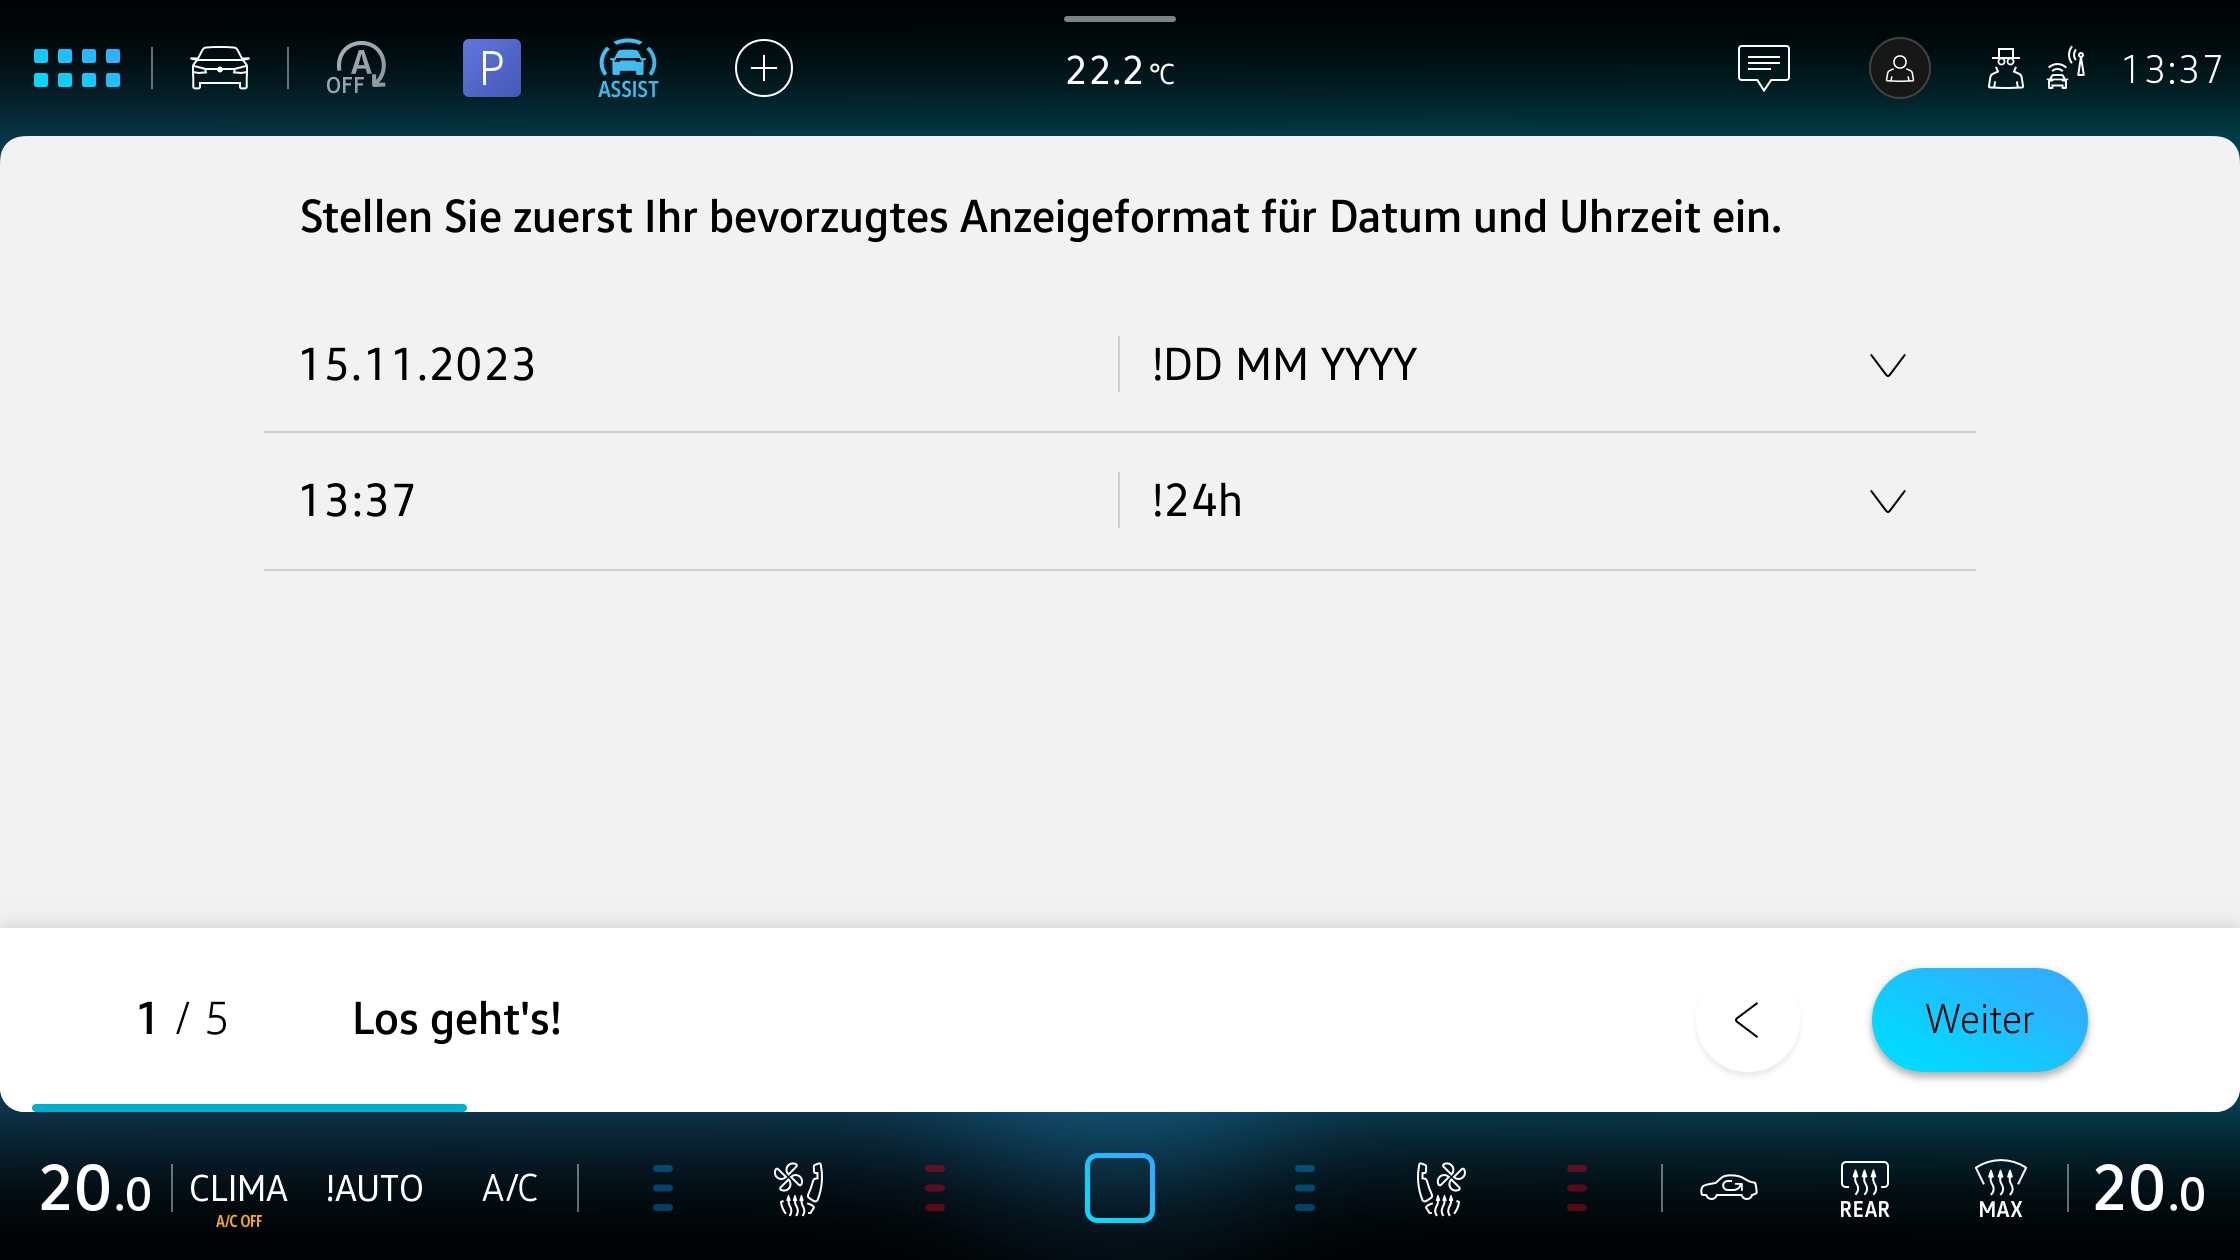 A OFF P ASSIST 22.2 °C 13:37
Stellen Sie zuerst Ihr bevorzugtes Anzeigeformat für Datum und Uhrzeit ein.
15.11.2023 !DD MM YYYY
13:37 !24h
1 / 5 Los geht's! Weiter
20.0 CLIMA !AUTO A/C REAR MAX 20.0
A/C OFF